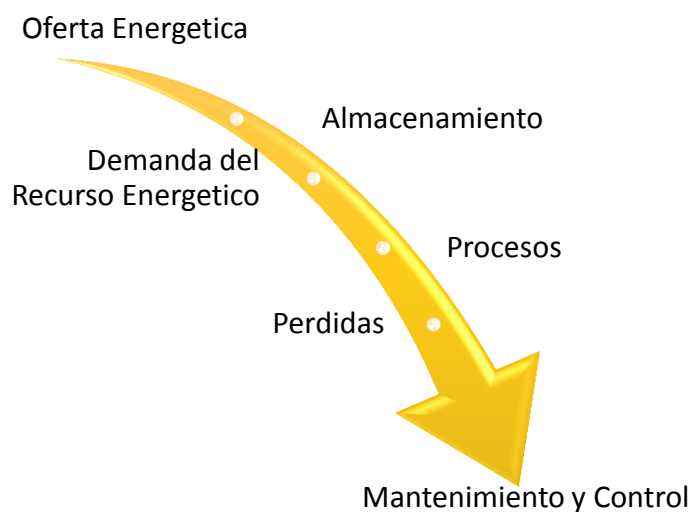 Oferta Energetica
Almacenamiento
Demanda del
Recurso Energetico
Procesos
Perdidas
Mantenimiento y Control